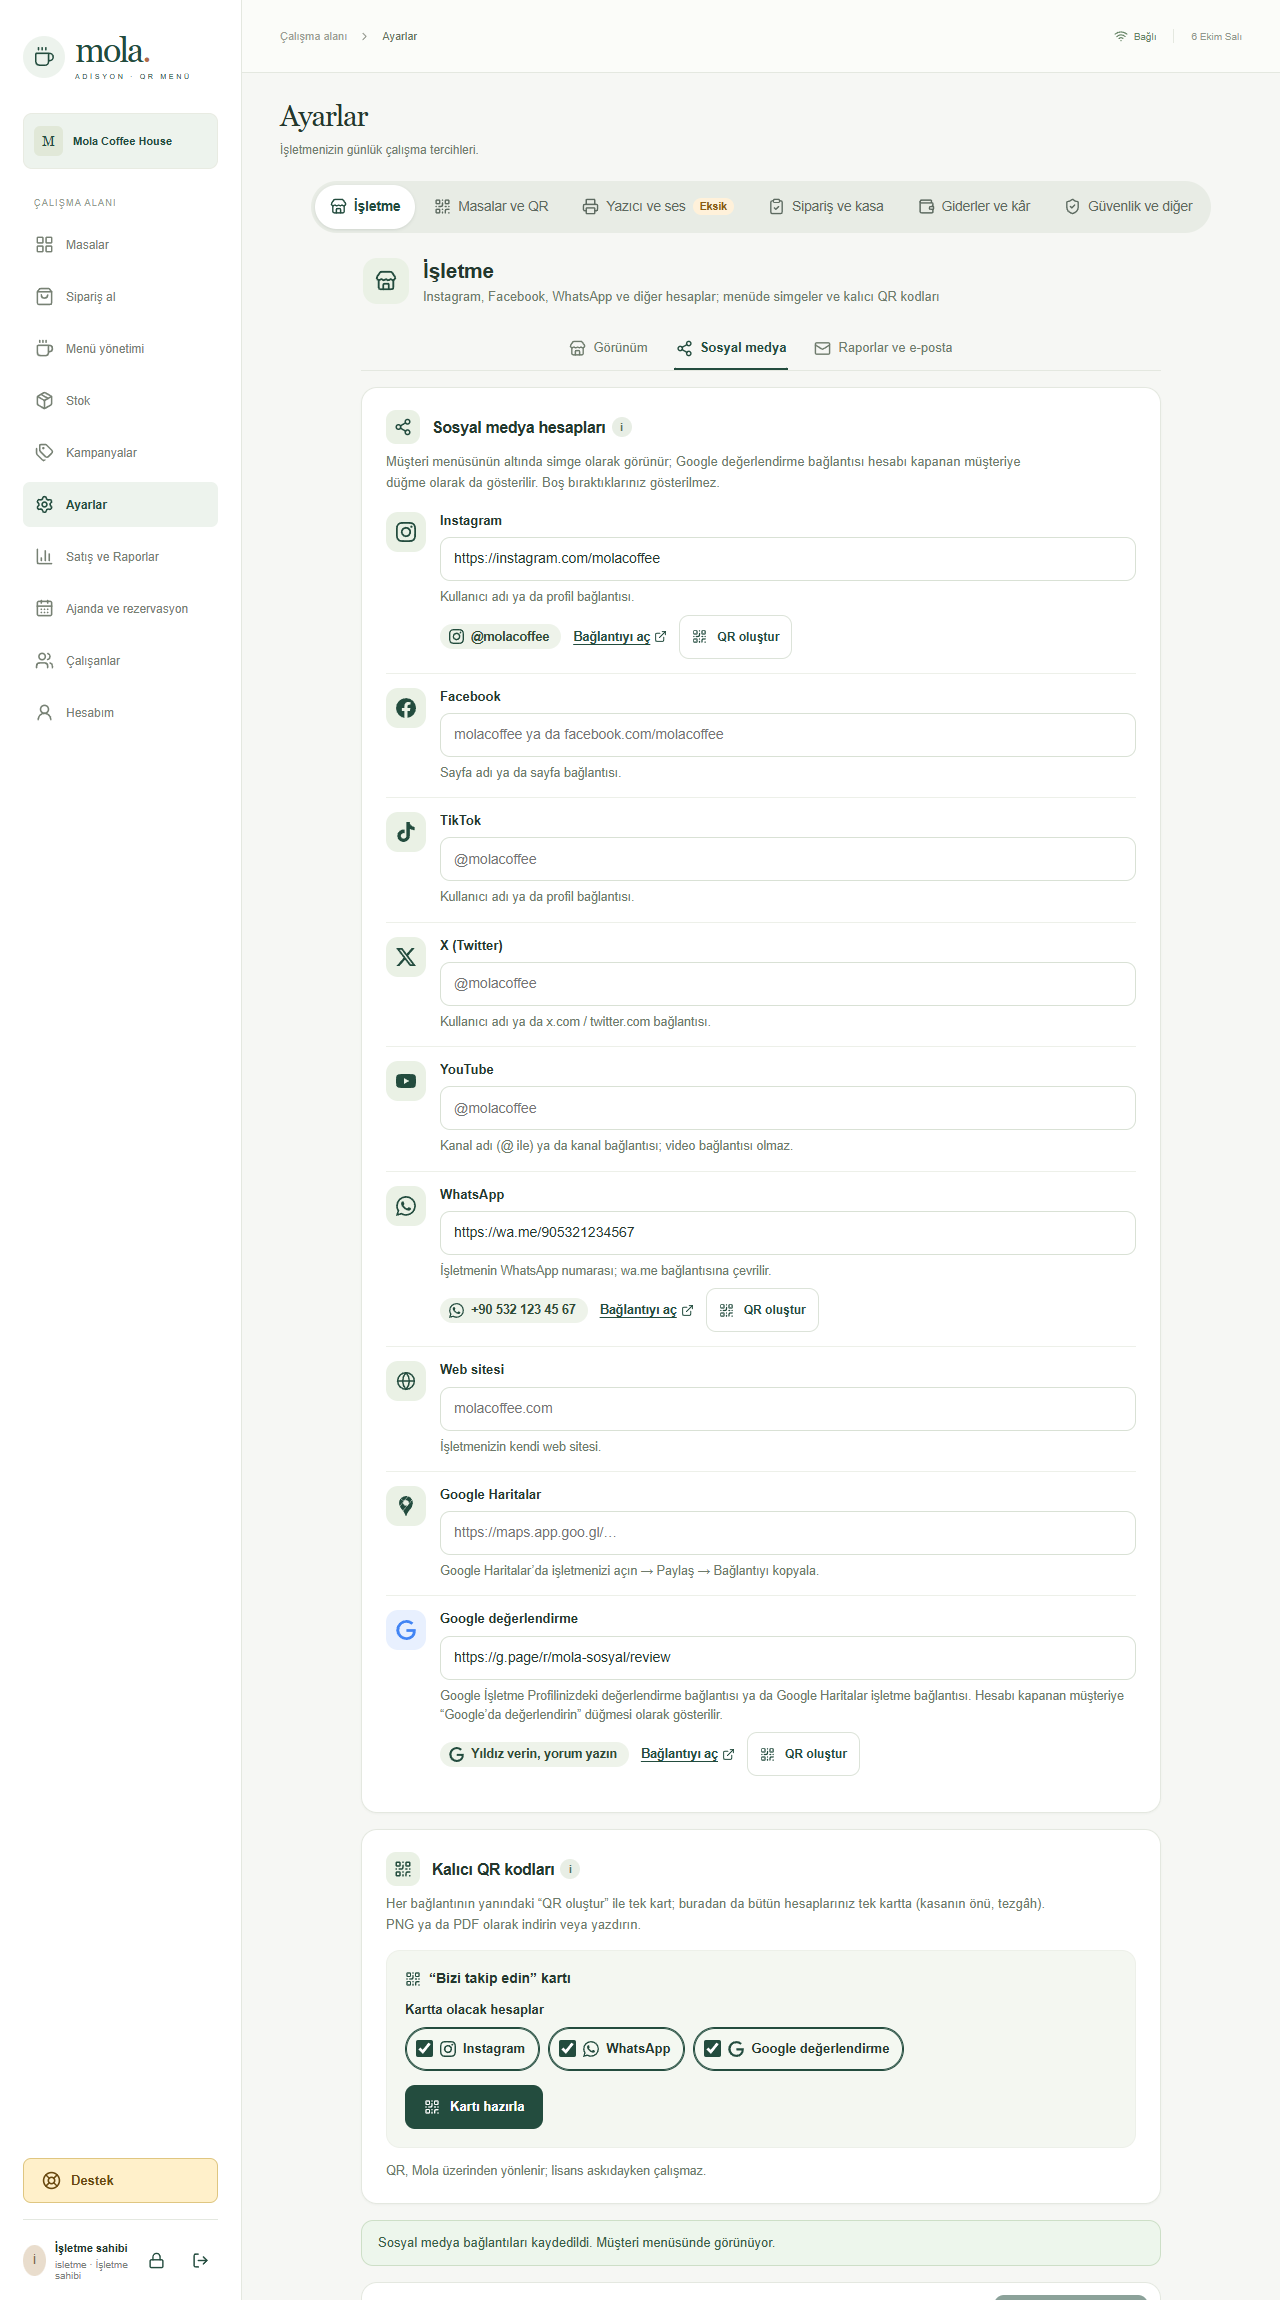 mola.
ADİSYON · QR MENÜ
M
Mola Coffee House
ÇALIŞMA ALANI
Masalar
Sipariş al
Menü yönetimi
Stok
Kampanyalar
Ayarlar
Satış ve Raporlar
Ajanda ve rezervasyon
Çalışanlar
Hesabım
Destek
İ
İşletme sahibi
isletme · İşletme
sahibi
Çalışma alanı
Ayarlar
Bağlı
6 Ekim Salı
Ayarlar
İşletmenizin günlük çalışma tercihleri.
İşletme
Masalar ve QR
Yazıcı ve ses
Eksik
Sipariş ve kasa
Giderler ve kâr
Güvenlik ve diğer
İşletme
Instagram, Facebook, WhatsApp ve diğer hesaplar; menüde simgeler ve kalıcı QR kodları
Görünüm
Sosyal medya
Raporlar ve e-posta
Sosyal medya hesapları
i
Müşteri menüsünün altında simge olarak görünür; Google değerlendirme bağlantısı hesabı kapanan müşteriye
düğme olarak da gösterilir. Boş bıraktıklarınız gösterilmez.
Instagram
https://instagram.com/molacoffee
Kullanıcı adı ya da profil bağlantısı.
@molacoffee
Bağlantıyı aç
QR oluştur
Facebook
molacoffee ya da facebook.com/molacoffee
Sayfa adı ya da sayfa bağlantısı.
TikTok
@molacoffee
Kullanıcı adı ya da profil bağlantısı.
X (Twitter)
@molacoffee
Kullanıcı adı ya da x.com / twitter.com bağlantısı.
YouTube
@molacoffee
Kanal adı (@ ile) ya da kanal bağlantısı; video bağlantısı olmaz.
WhatsApp
https://wa.me/905321234567
İşletmenin WhatsApp numarası; wa.me bağlantısına çevrilir.
+90 532 123 45 67
Bağlantıyı aç
QR oluştur
Web sitesi
molacoffee.com
İşletmenizin kendi web sitesi.
Google Haritalar
https://maps.app.goo.gl/…
Google Haritalar’da işletmenizi açın → Paylaş → Bağlantıyı kopyala.
Google değerlendirme
https://g.page/r/mola-sosyal/review
Google İşletme Profilinizdeki değerlendirme bağlantısı ya da Google Haritalar işletme bağlantısı. Hesabı kapanan müşteriye
“Google’da değerlendirin” düğmesi olarak gösterilir.
Yıldız verin, yorum yazın
Bağlantıyı aç
QR oluştur
Kalıcı QR kodları
i
Her bağlantının yanındaki “QR oluştur” ile tek kart; buradan da bütün hesaplarınız tek kartta (kasanın önü, tezgâh).
PNG ya da PDF olarak indirin veya yazdırın.
“Bizi takip edin” kartı
Kartta olacak hesaplar
Instagram
WhatsApp
Google değerlendirme
Kartı hazırla
QR, Mola üzerinden yönlenir; lisans askıdayken çalışmaz.
Sosyal medya bağlantıları kaydedildi. Müşteri menüsünde görünüyor.